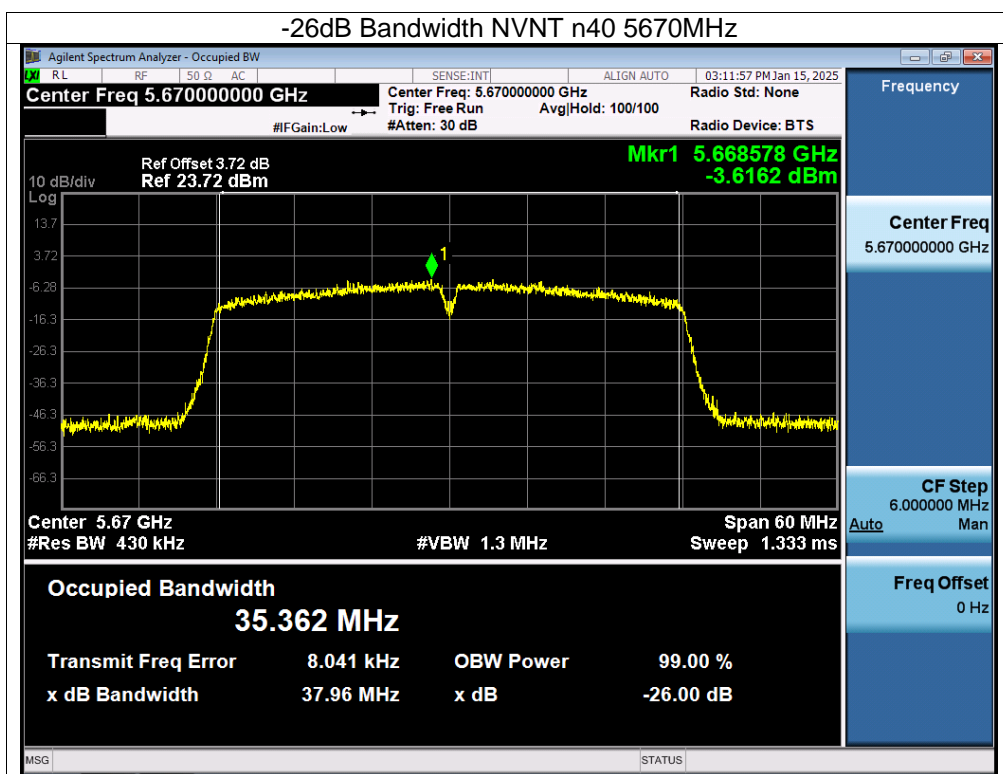 -26dB Bandwidth NVNT n40 5670MHz
Agilent Spectrum Analyzer - Occupied BW
LXI RL RF 50 Ω AC SENSE:INT ALIGN AUTO 03:11:57 PM Jan 15, 2025
Center Freq 5.670000000 GHz
Center Freq: 5.670000000 GHz
Radio Std: None
Trig: Free Run Avg|Hold: 100/100
#IFGain:Low
#Atten: 30 dB
Radio Device: BTS
Frequency
Ref Offset 3.72 dB
10 dB/div Ref 23.72 dBm
Log
Mkr1 5.668578 GHz
-3.6162 dBm
13.7
3.72
-6.28
-16.3
-26.3
-36.3
-46.3
-56.3
-66.3
1
Center 5.67 GHz
Span 60 MHz
#Res BW 430 kHz
#VBW 1.3 MHz
Sweep 1.333 ms
Center Freq
5.670000000 GHz
CF Step
6.000000 MHz
Auto Man
Freq Offset
0 Hz
Occupied Bandwidth
35.362 MHz
Transmit Freq Error 8.041 kHz OBW Power 99.00 %
x dB Bandwidth 37.96 MHz x dB -26.00 dB
MSG
STATUS